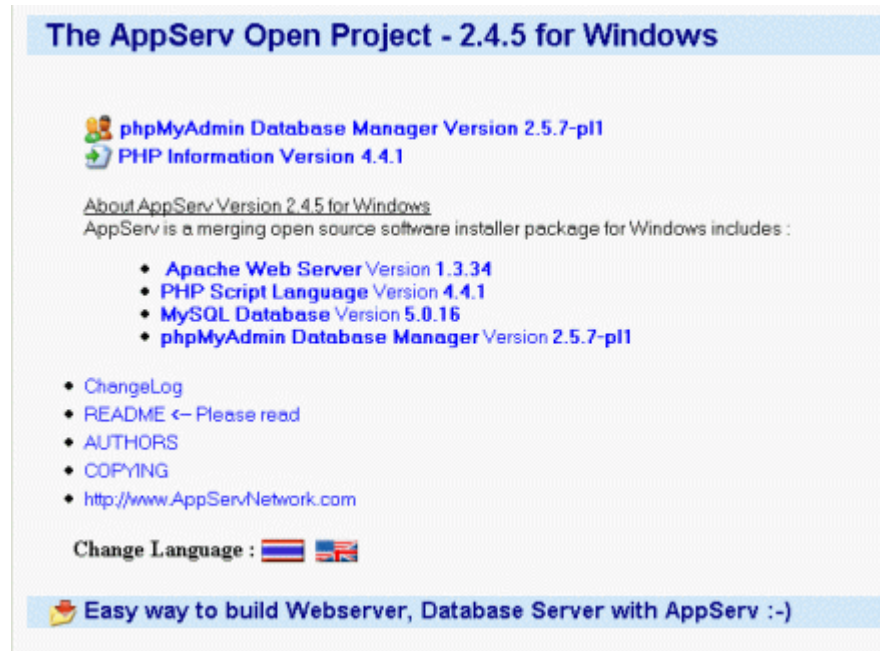 The AppServ Open Project - 2.4.5 for Windows
phpMyAdmin Database Manager Version 2.5.7-pl1
PHP Information Version 4.4.1
About AppServ Version 2.4.5 for Windows
AppServ is a merging open source software installer package for Windows includes :
Apache Web Server Version 1.3.34
PHP Script Language Version 4.4.1
MySQL Database Version 5.0.16
phpMyAdmin Database Manager Version 2.5.7-pl1
ChangeLog
README <-- Please read
AUTHORS
COPYING
http://www.AppServNetwork.com
Change Language :
Easy way to build Webserver, Database Server with AppServ :-)